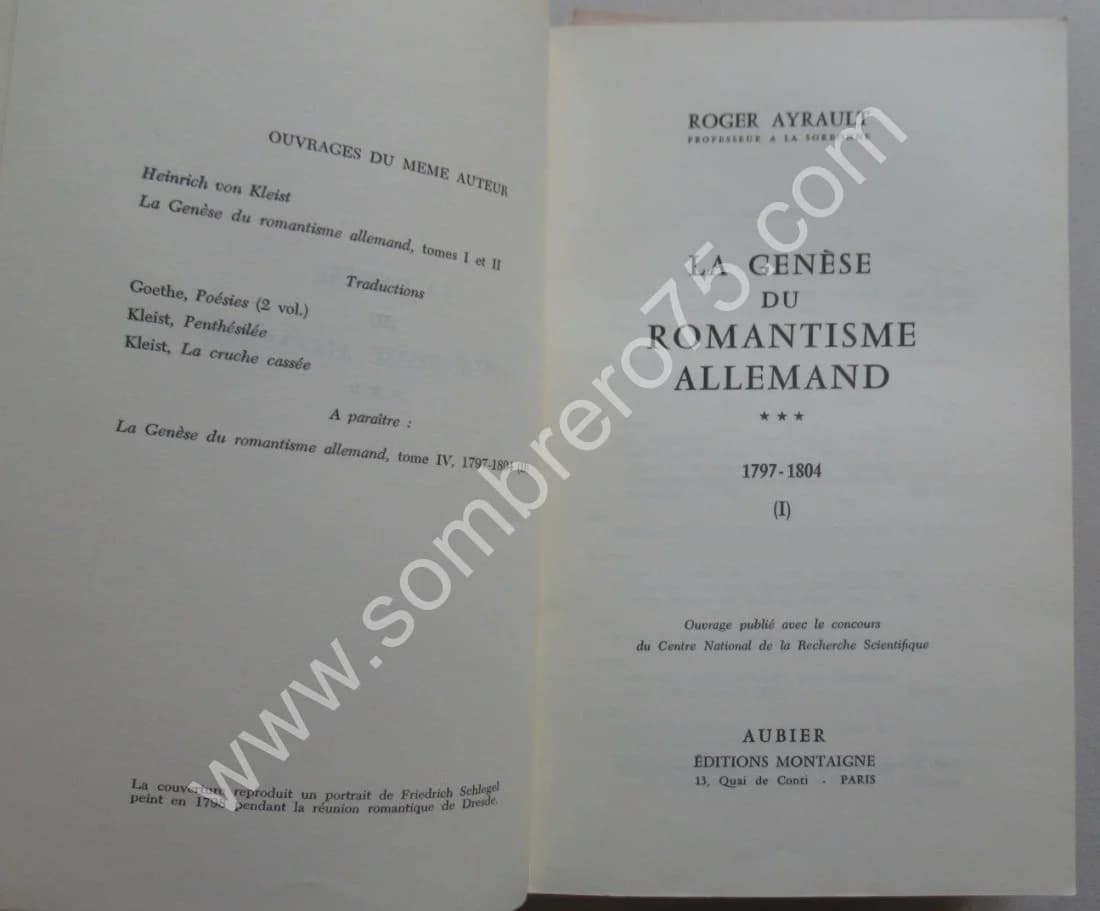 OUVRAGES DU MEME AUTEUR
Heinrich von Kleist
La Genèse du romantisme allemand, tomes I et II
Traductions
Goethe, Poésies (2 vol.)
Kleist, Penthésilée
Kleist, La cruche cassée
A paraître :
La Genèse du romantisme allemand, tome IV, 1797-1804 (II)
La couverture reproduit un portrait de Friedrich Schlegel
peint en 1798 pendant la réunion romantique de Dresde.
ROGER AYRAULT
PROFESSEUR A LA SORBONNE
LA GENÈSE
DU
ROMANTISME
ALLEMAND
★ ★ ★
1797-1804
(I)
Ouvrage publié avec le concours
du Centre National de la Recherche Scientifique
AUBIER
ÉDITIONS MONTAIGNE
13, Quai de Conti - PARIS
www.sombrero75.com